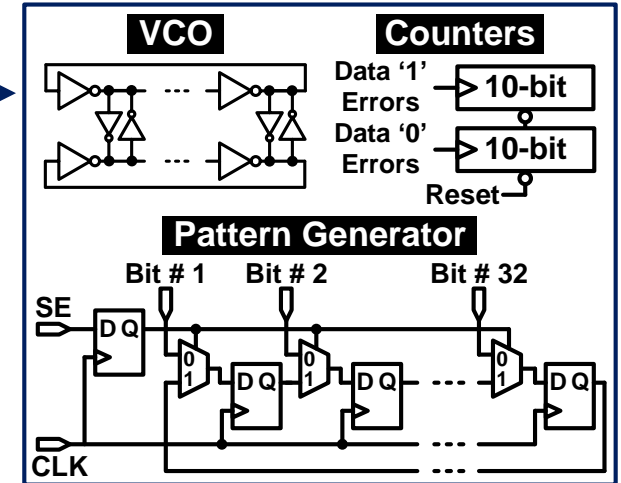 VCO
Counters
Data ‘1’
Errors
10-bit
Data ‘0’
Errors
10-bit
Reset
Pattern Generator
Bit # 1 Bit # 2 Bit # 32
SE
D Q
0
1
D Q
0
1
D Q
0
1
D Q
CLK